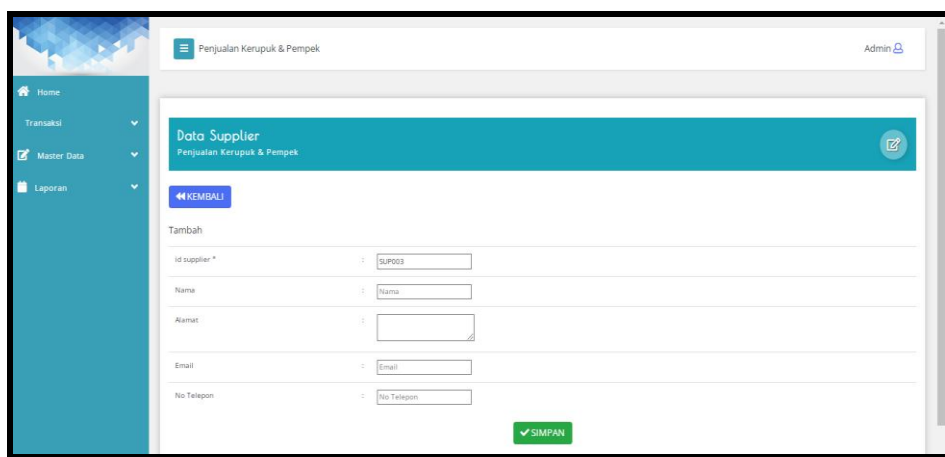 Penjualan Kerupuk & Pempek
Admin
Home
Transaksi
Master Data
Laporan
Data Supplier
Penjualan Kerupuk & Pempek
KEMBALI
Tambah
id supplier * : SUP003
Nama : Nama
Alamat :
Email : Email
No Telepon : No Telepon
SIMPAN